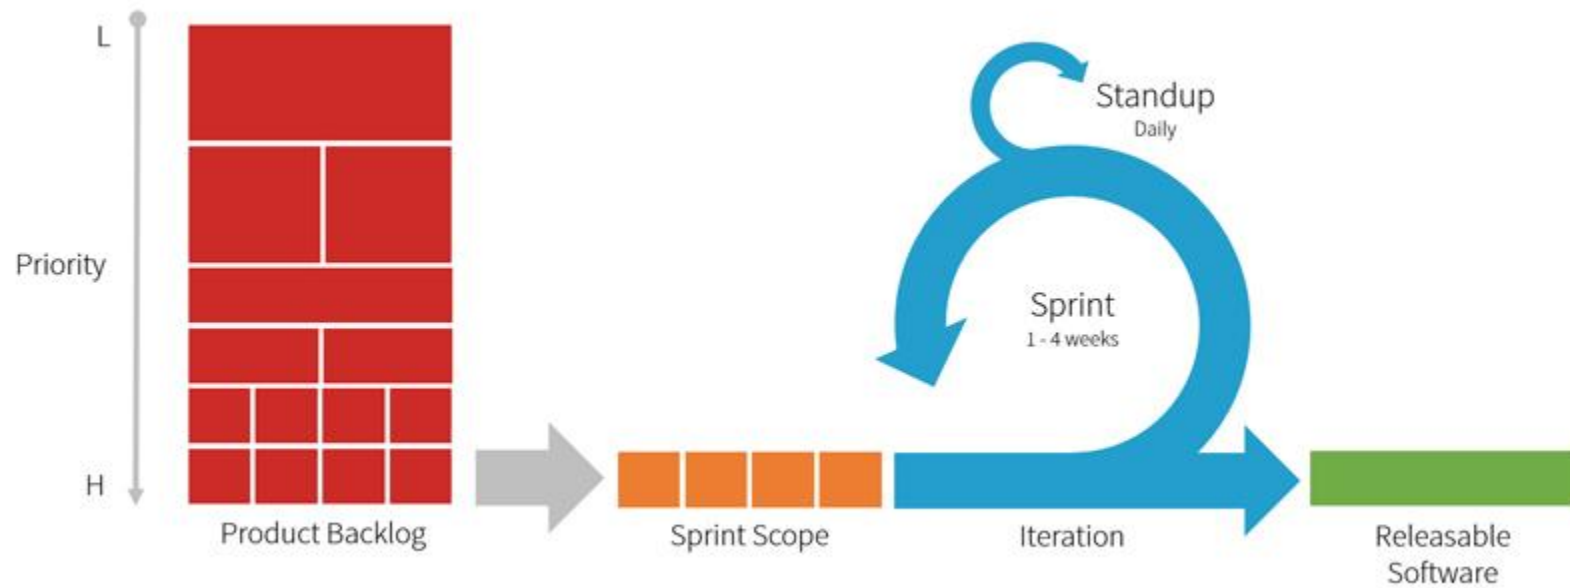 L
Priority
H
Product Backlog
Sprint Scope
Standup
Daily
Sprint
1 - 4 weeks
Iteration
Releasable
Software